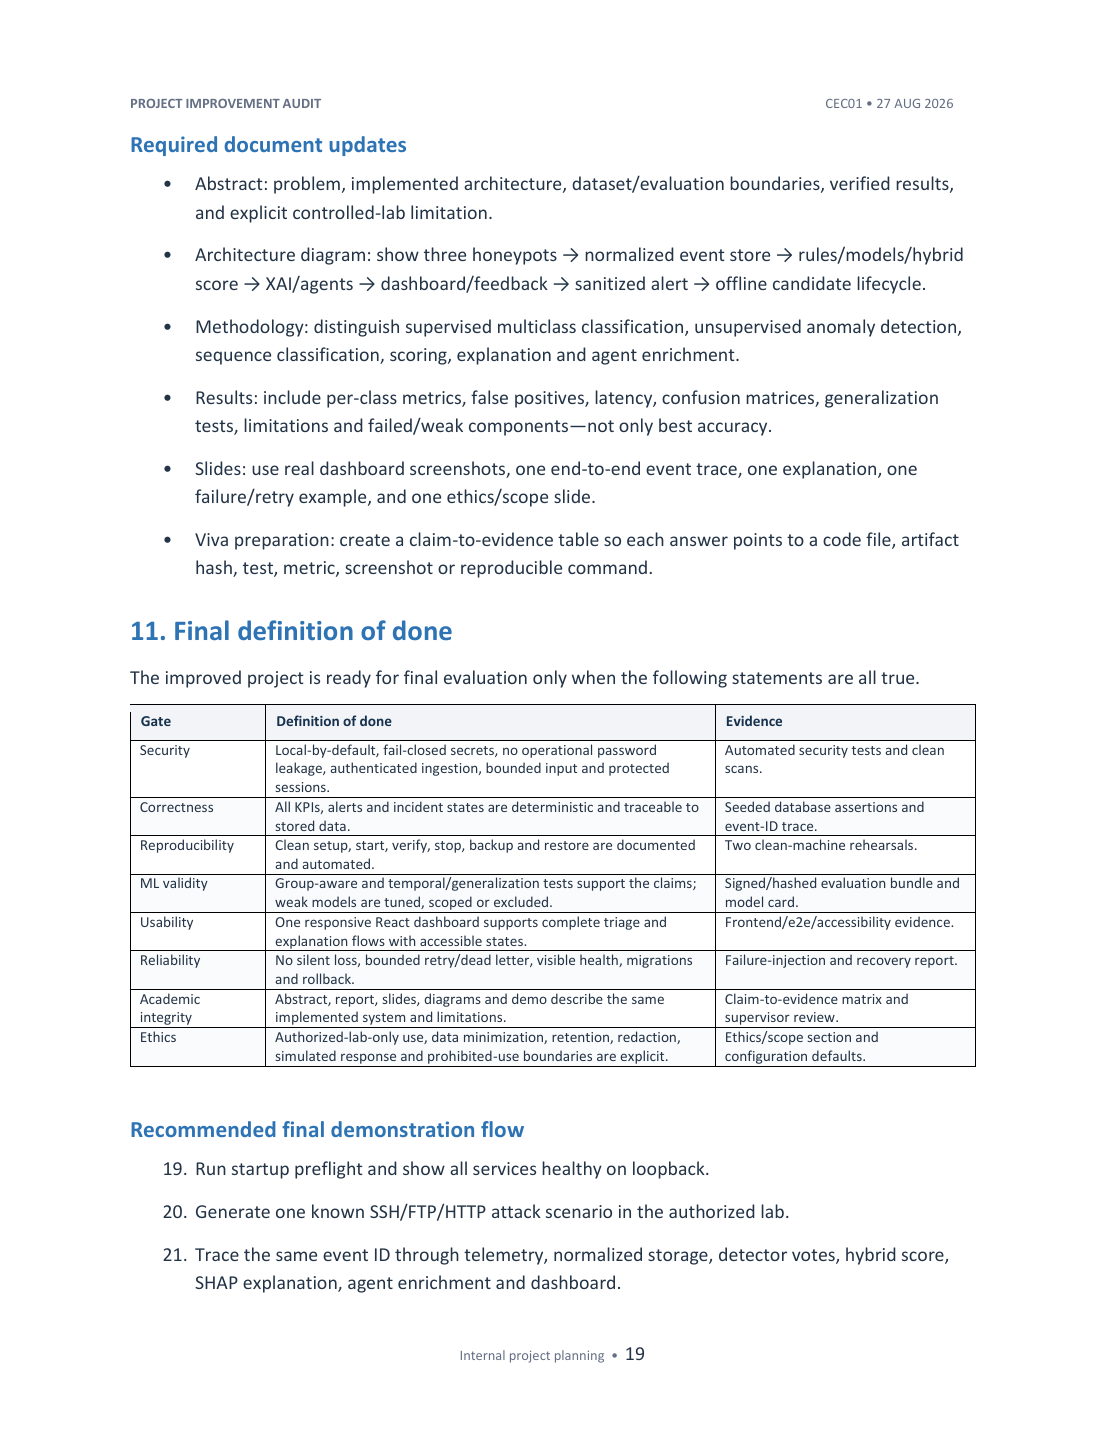 PROJECT IMPROVEMENT AUDIT
CEC01 • 27 AUG 2026
Required document updates
• Abstract: problem, implemented architecture, dataset/evaluation boundaries, verified results,
and explicit controlled-lab limitation.
• Architecture diagram: show three honeypots → normalized event store → rules/models/hybrid
score → XAI/agents → dashboard/feedback → sanitized alert → offline candidate lifecycle.
• Methodology: distinguish supervised multiclass classification, unsupervised anomaly detection,
sequence classification, scoring, explanation and agent enrichment.
• Results: include per-class metrics, false positives, latency, confusion matrices, generalization
tests, limitations and failed/weak components—not only best accuracy.
• Slides: use real dashboard screenshots, one end-to-end event trace, one explanation, one
failure/retry example, and one ethics/scope slide.
• Viva preparation: create a claim-to-evidence table so each answer points to a code file, artifact
hash, test, metric, screenshot or reproducible command.
11. Final definition of done
The improved project is ready for final evaluation only when the following statements are all true.
Gate
Definition of done
Evidence
Security
Local-by-default, fail-closed secrets, no operational password
leakage, authenticated ingestion, bounded input and protected
sessions.
Automated security tests and clean
scans.
Correctness
All KPIs, alerts and incident states are deterministic and traceable to
stored data.
Seeded database assertions and
event-ID trace.
Reproducibility
Clean setup, start, verify, stop, backup and restore are documented
and automated.
Two clean-machine rehearsals.
ML validity
Group-aware and temporal/generalization tests support the claims;
weak models are tuned, scoped or excluded.
Signed/hashed evaluation bundle and
model card.
Usability
One responsive React dashboard supports complete triage and
explanation flows with accessible states.
Frontend/e2e/accessibility evidence.
Reliability
No silent loss, bounded retry/dead letter, visible health, migrations
and rollback.
Failure-injection and recovery report.
Academic
integrity
Abstract, report, slides, diagrams and demo describe the same
implemented system and limitations.
Claim-to-evidence matrix and
supervisor review.
Ethics
Authorized-lab-only use, data minimization, retention, redaction,
simulated response and prohibited-use boundaries are explicit.
Ethics/scope section and
configuration defaults.
Recommended final demonstration flow
19. Run startup preflight and show all services healthy on loopback.
20. Generate one known SSH/FTP/HTTP attack scenario in the authorized lab.
21. Trace the same event ID through telemetry, normalized storage, detector votes, hybrid score,
SHAP explanation, agent enrichment and dashboard.
Internal project planning • 19